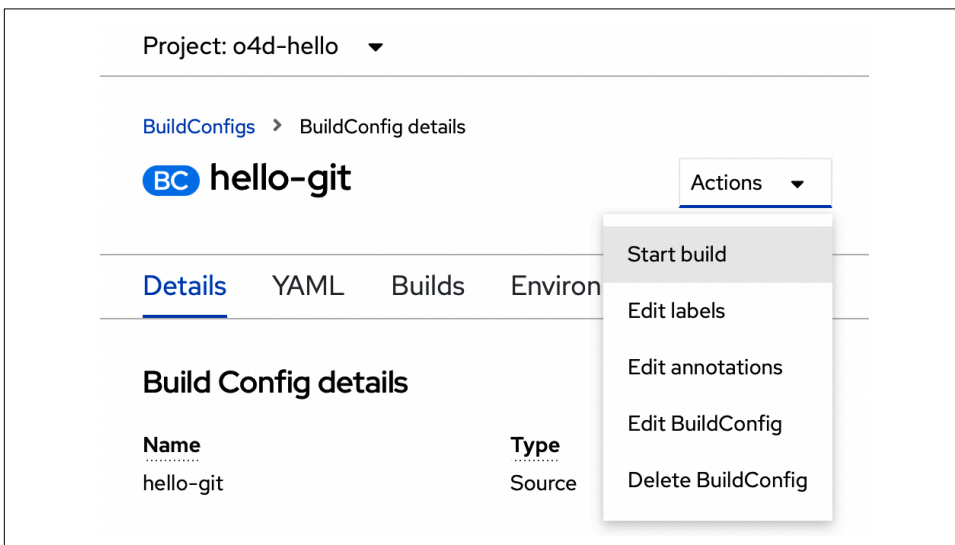 Project: o4d-hello
BuildConfigs > BuildConfig details
BC hello-git
Actions
Start build
Edit labels
Edit annotations
Edit BuildConfig
Delete BuildConfig
Details YAML Builds Environ
Build Config details
Name Type
hello-git Source